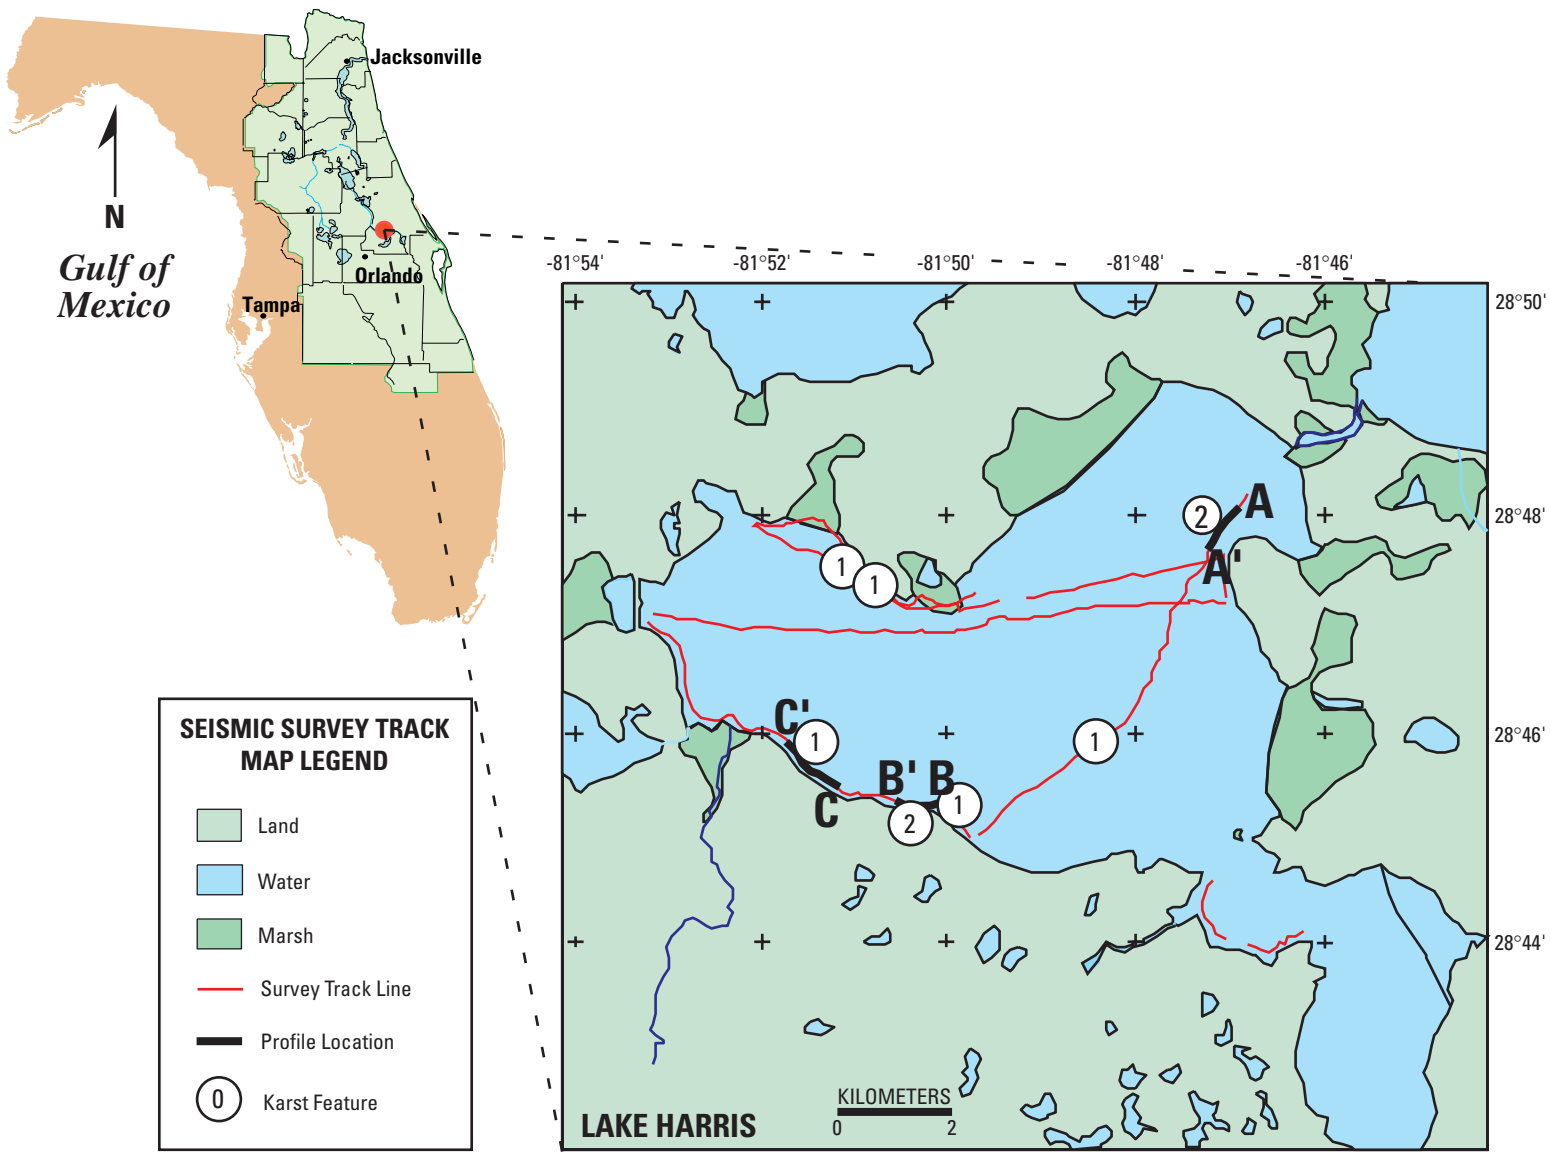 Jacksonville
N
Gulf of
Mexico
Orlando
Tampa
-81°54' -81°52' -81°50' -81°48' -81°46'
28°50'
28°48'
28°46'
28°44'
A
2
A'
1
1
C'
1
C
B' B
1
2
1
SEISMIC SURVEY TRACK
MAP LEGEND
Land
Water
Marsh
Survey Track Line
Profile Location
0 Karst Feature
LAKE HARRIS
KILOMETERS
0 2